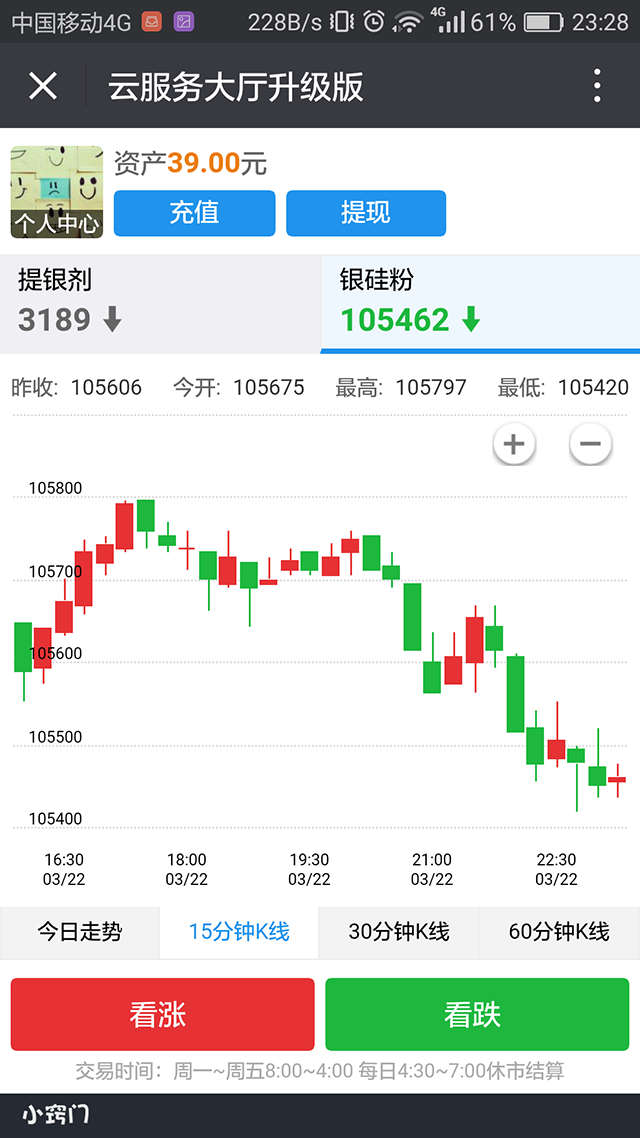 中国移动4G 228B/s 4G 61% 23:28
云服务大厅升级版
资产39.00元
个人中心
充值 提现
提银剂 银硅粉
3189 105462
昨收: 105606 今开: 105675 最高: 105797 最低: 105420
105800
105700
105600
105500
105400
16:30 18:00 19:30 21:00 22:30
03/22 03/22 03/22 03/22 03/22
今日走势 15分钟K线 30分钟K线 60分钟K线
看涨 看跌
交易时间: 周一~周五8:00~4:00 每日4:30~7:00休市结算
小窍门